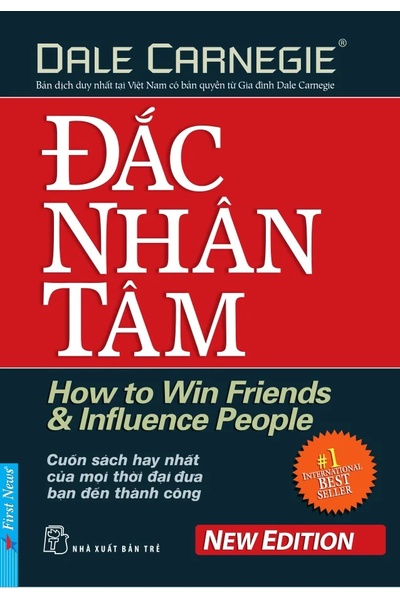 DALE CARNEGIE®
Bản dịch duy nhất tại Việt Nam có bản quyền từ Gia đình Dale Carnegie
ĐẮC
NHÂN
TÂM
How to Win Friends
& Influence People
Cuốn sách hay nhất
của mọi thời đại đưa
bạn đến thành công
#1
INTERNATIONAL
BEST
SELLER
First News
NHÀ XUẤT BẢN TRẺ
NEW EDITION